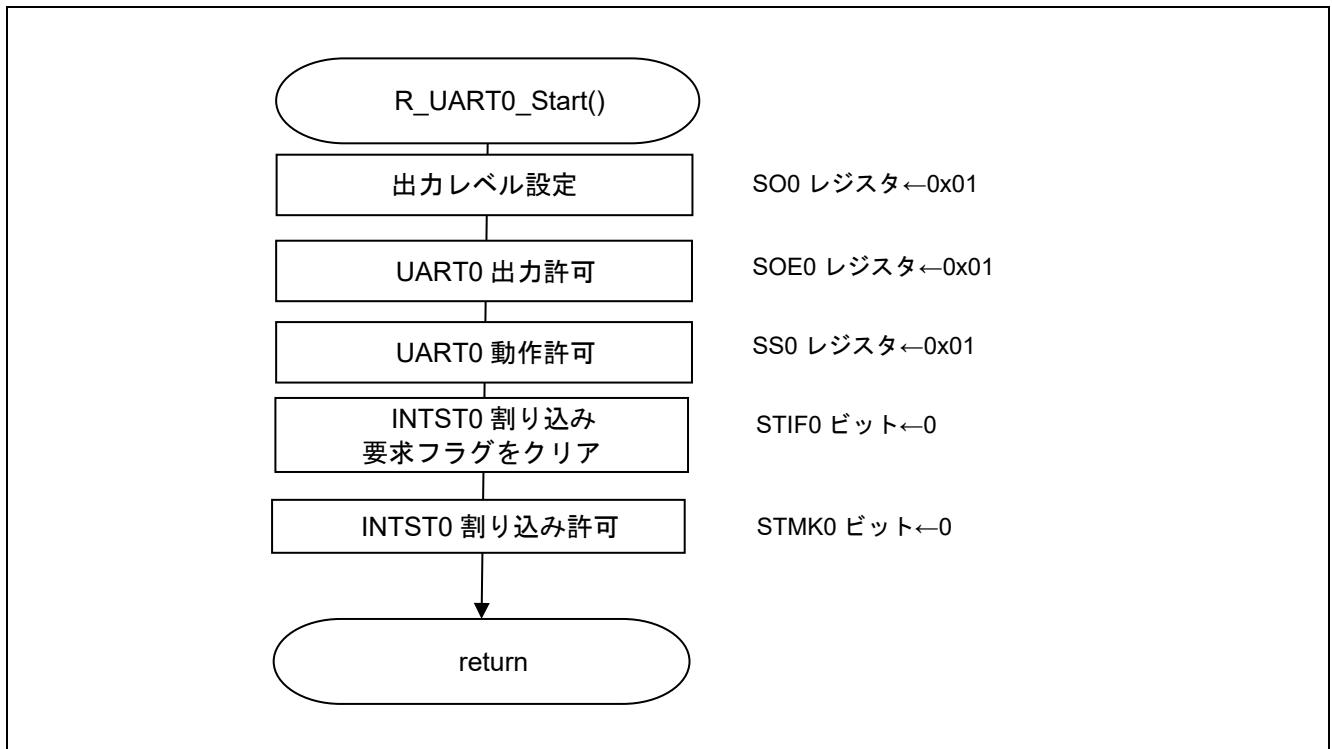 R_UART0_Start()
出力レベル設定
SO0 レジスタ←0x01
UART0 出力許可
SOE0 レジスタ←0x01
UART0 動作許可
SS0 レジスタ←0x01
INTST0 割り込み
要求フラグをクリア
STIF0 ビット←0
INTST0 割り込み許可
STMK0 ビット←0
return